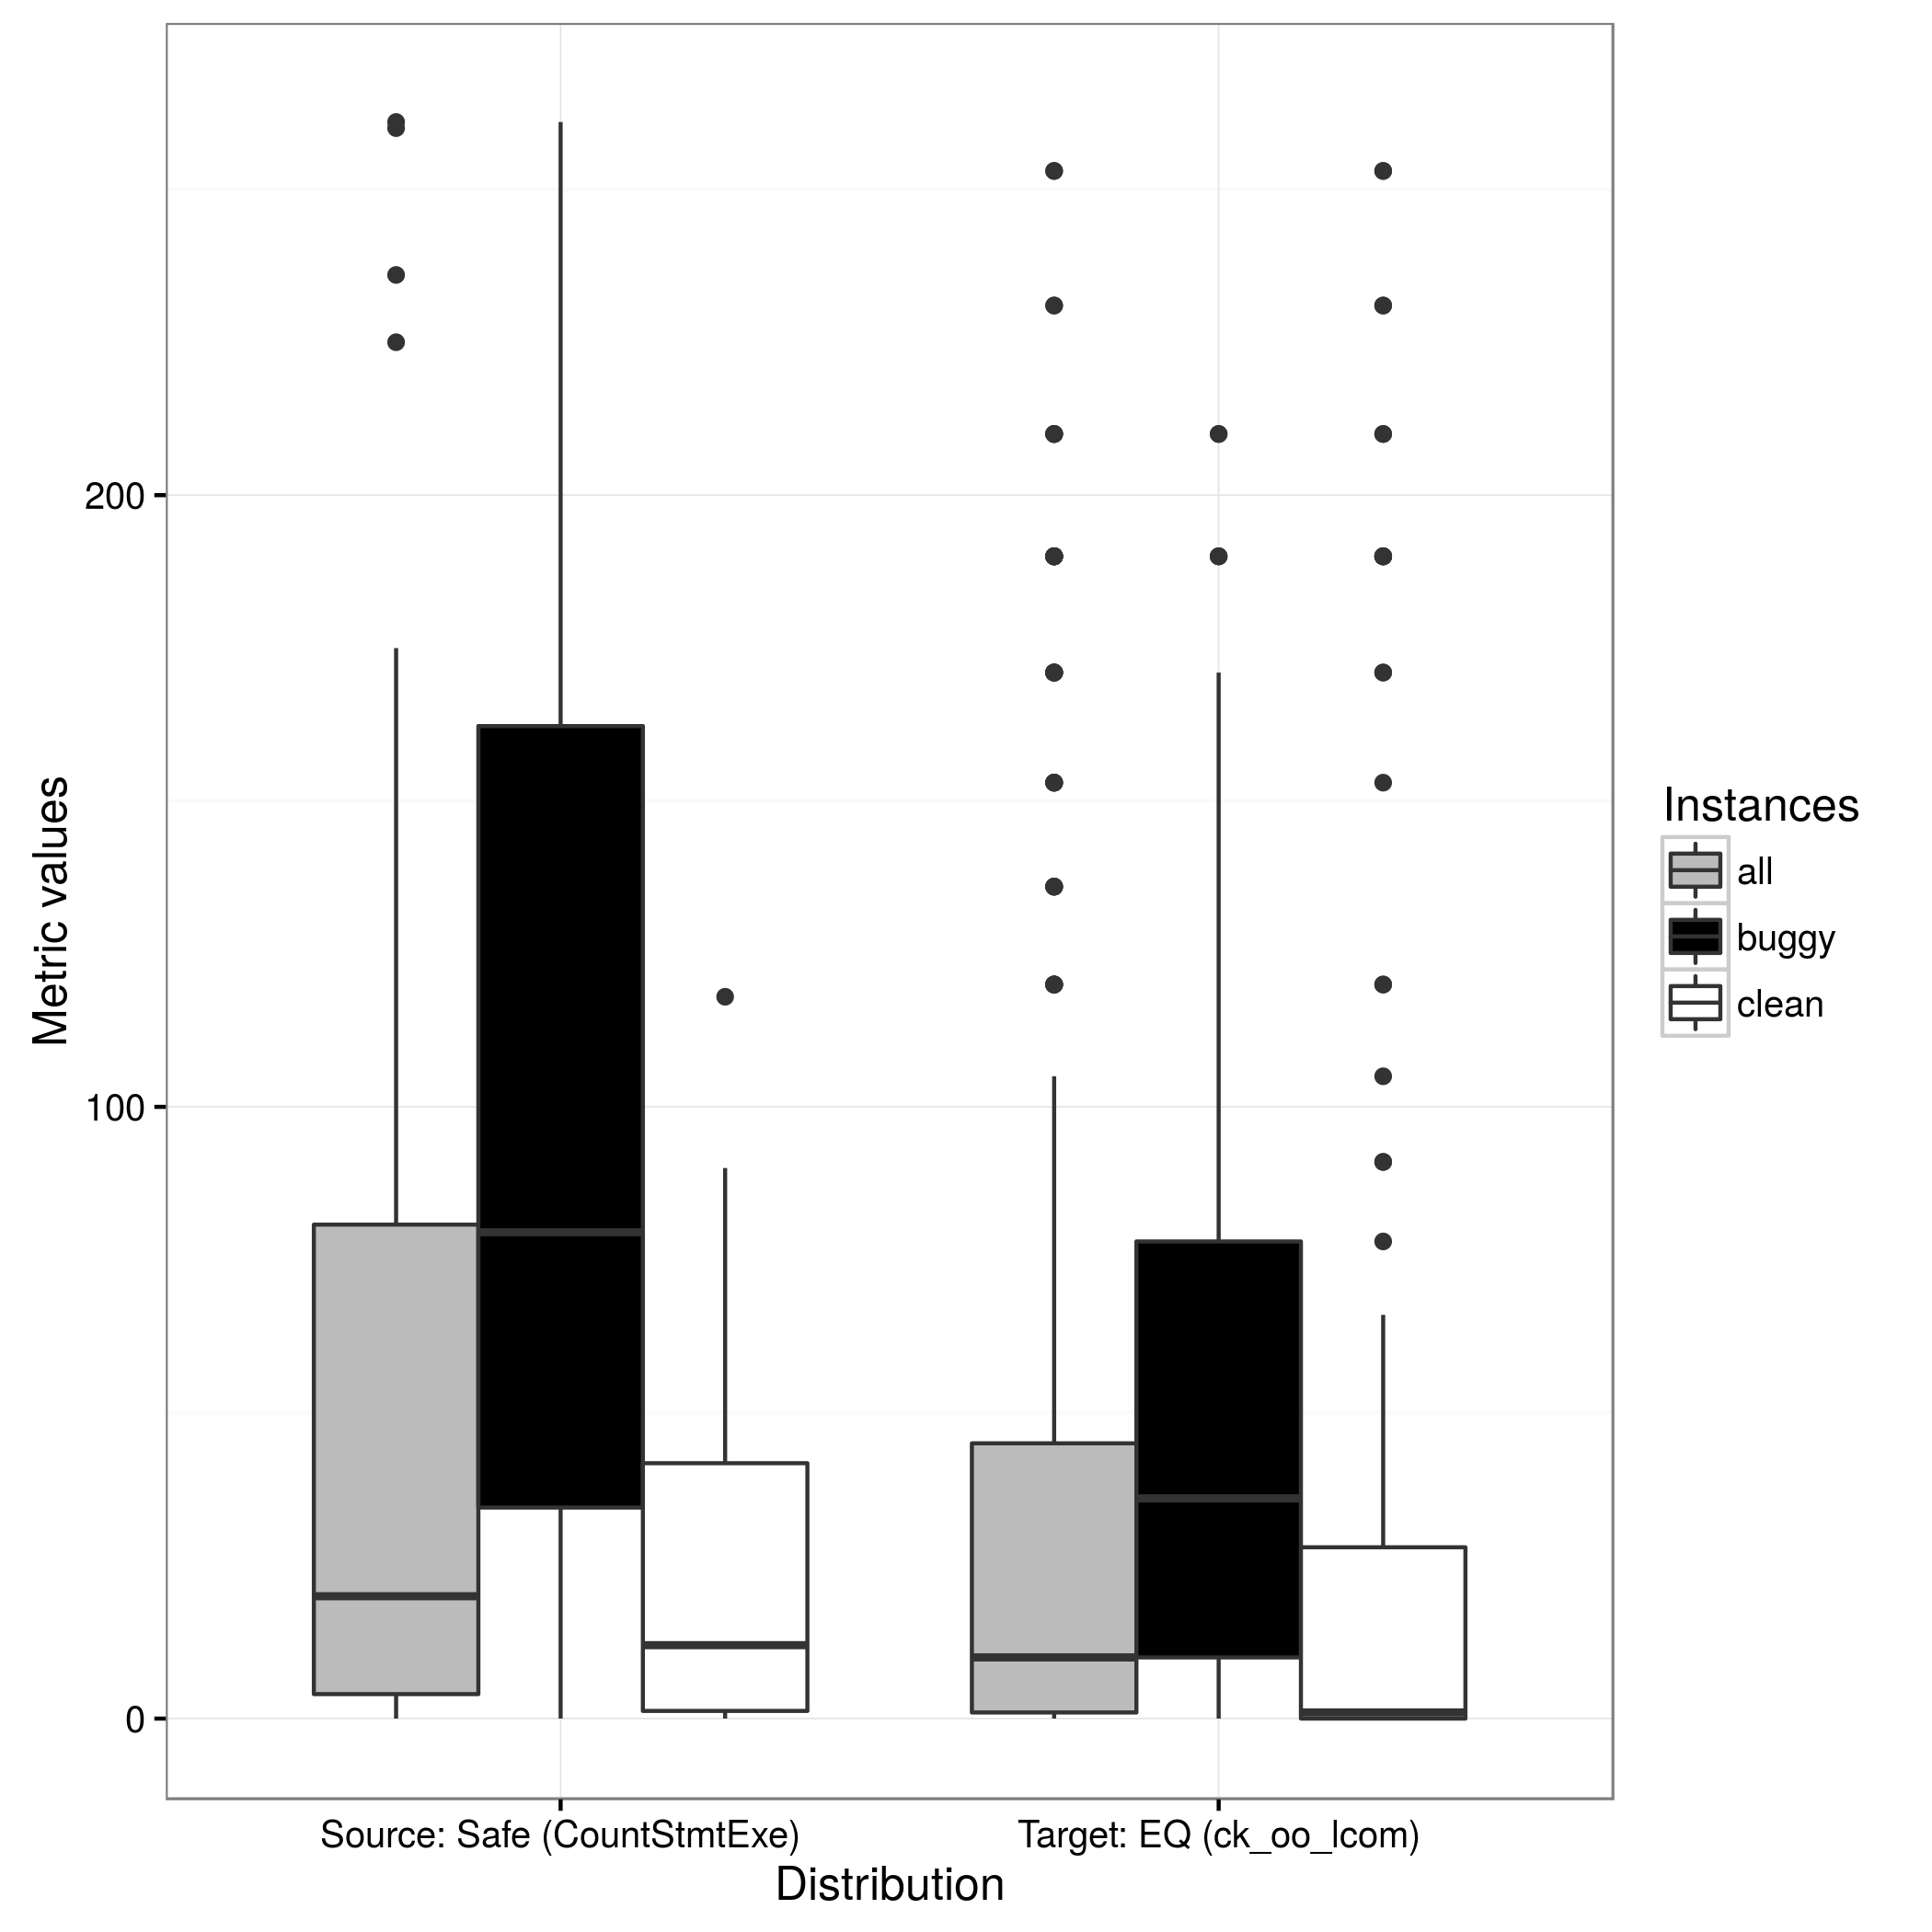 Metric values
200
100
0
Source: Safe (CountStmtExe)
Target: EQ (ck_oo_lcom)
Distribution
Instances
all
buggy
clean